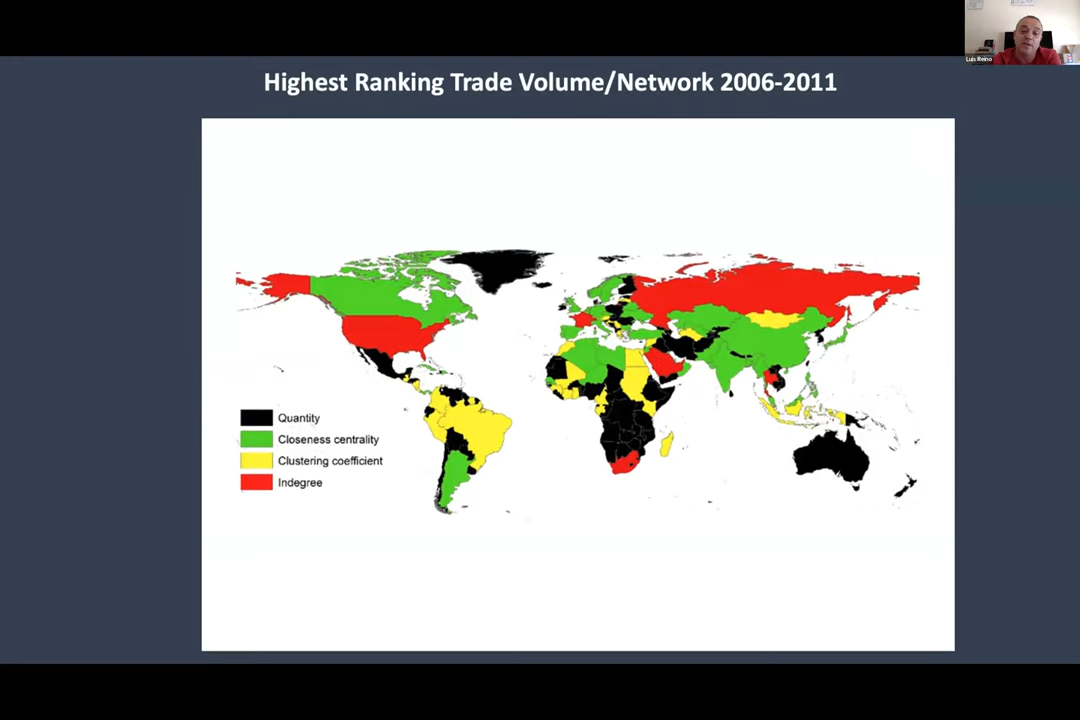 Luis Reino
Highest Ranking Trade Volume/Network 2006-2011
Quantity
Closeness centrality
Clustering coefficient
Indegree